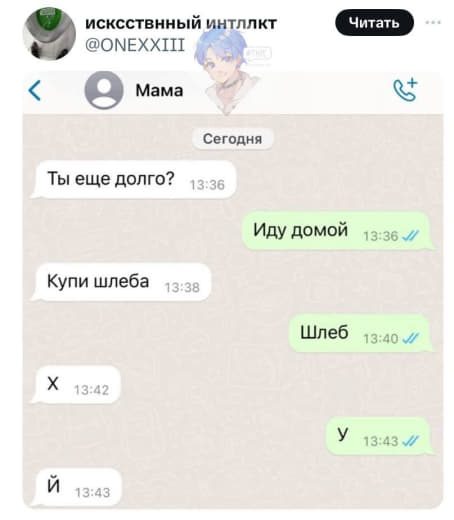 исксствнный интллкт
@ONEXXIII
Читать
Мама
Сегодня
Ты еще долго? 13:36
Иду домой 13:36
Купи шлеба 13:38
Шлеб 13:40
Х 13:42
У 13:43
Й 13:43